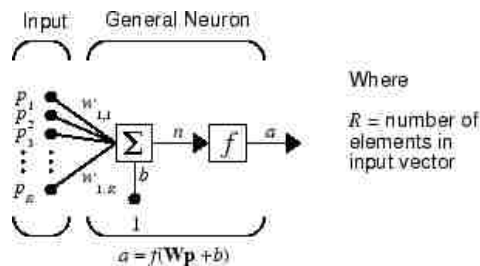 Input General Neuron
p1
p2
p3
pR
w1,1
w1,R
Σ
n
f
a
b
1
a = f(Wp + b)
Where
R = number of
elements in
input vector